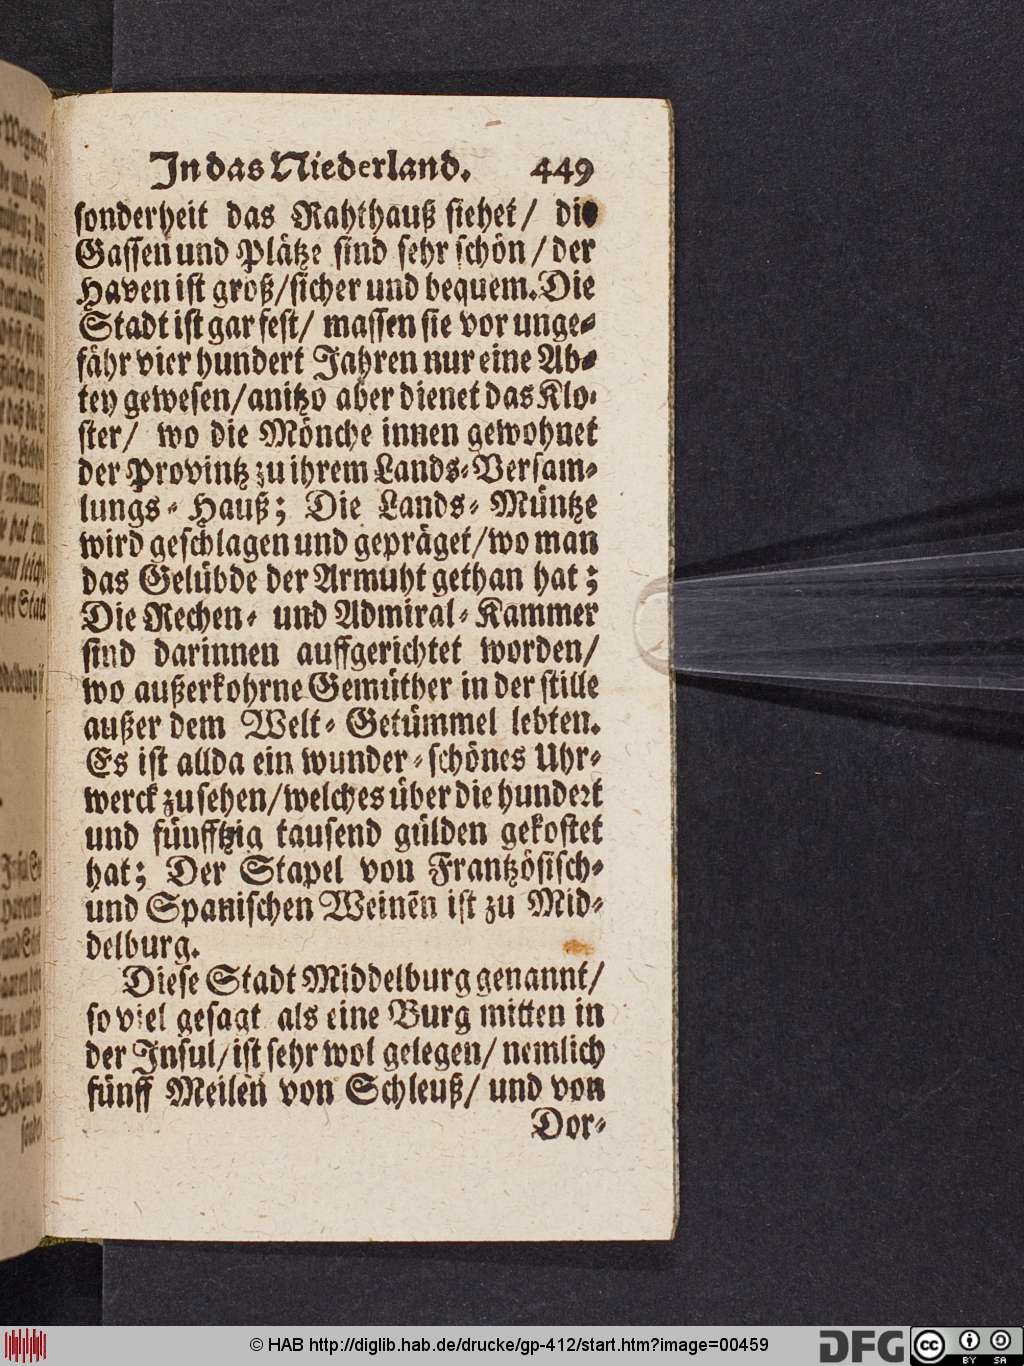 In das Niederland. 449
sonderheit das Rahthauß siehet/ die
Gassen und Plätze sind sehr schön/ der
Haven ist groß/ sicher und bequem. Die
Stadt ist gar fest/ massen sie vor unge-
fähr vier hundert Jahren nur eine Ab-
tey gewesen/ anitzo aber dienet das Klo-
ster/ wo die Mönche innen gewohnet
der Provintz zu ihrem Lands-Versam-
lungs-Hauß; Die Lands-Müntze
wird geschlagen und gepräget/ wo man
das Gelübde der Armuht gethan hat;
Die Rechen- und Admiral-Kammer
sind darinnen auffgerichtet worden/
wo außerkohrne Gemüther in der stille
außer dem Welt-Getümmel lebten.
Es ist allda ein wunder-schönes Uhr-
werck zu sehen/ welches über die hundert
und fünfftzig tausend gülden gekostet
hat; Der Stapel von Frantzösisch-
und Spanischen Weinẽn ist zu Mid-
delburg.
Diese Stadt Middelburg genannt/
so viel gesagt als eine Burg mitten in
der Insul/ ist sehr wol gelegen/ nemlich
fünff Meilen von Schleuß/ und von
Dor-
© HAB http://diglib.hab.de/drucke/gp-412/start.htm?image=00459
DFG
cc
BY SA